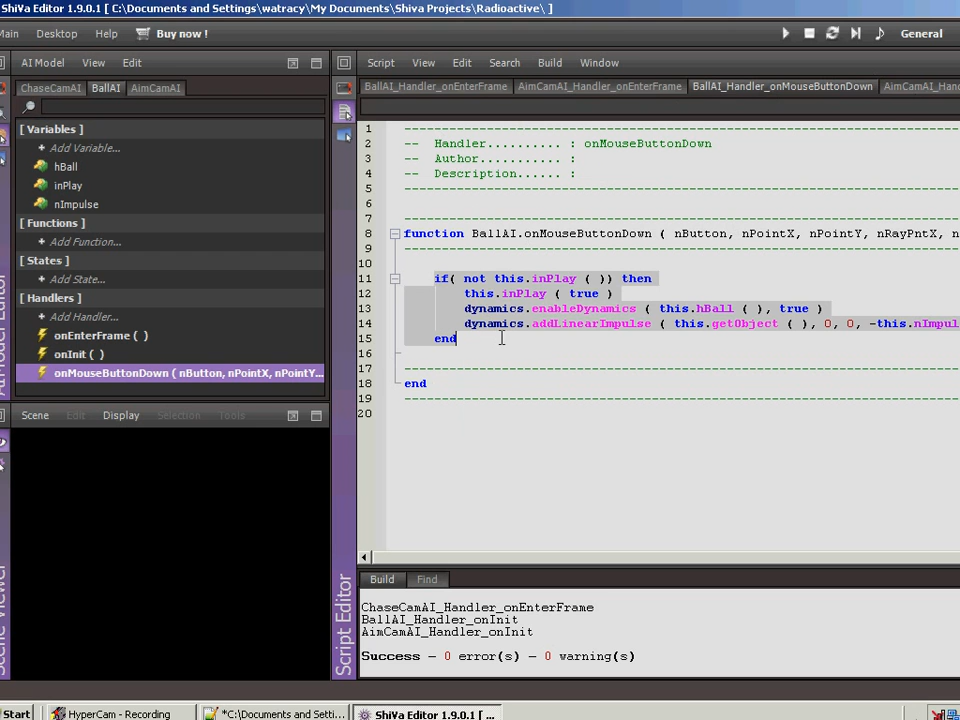 ShiVa Editor 1.9.0.1 [ C:\Documents and Settings\watracy\My Documents\Shiva Projects\Radioactive\ ]
Main Desktop Help Buy now ! General
AI Model View Edit
Script View Edit Search Build Window
ChaseCamAI BallAI AimCamAI
BallAI_Handler_onEnterFrame AimCamAI_Handler_onEnterFrame BallAI_Handler_onMouseButtonDown AimCamAI_Hand
[ Variables ]
Add Variable...
hBall
inPlay
nImpulse
[ Functions ]
Add Function...
[ States ]
Add State...
[ Handlers ]
Add Handler...
onEnterFrame ( )
onInit ( )
onMouseButtonDown ( nButton, nPointX, nPointY...
1 --------------------------------------------------------------------------
2 -- Handler.......... : onMouseButtonDown
3 -- Author........... :
4 -- Description...... :
5 --------------------------------------------------------------------------
6
7 --------------------------------------------------------------------------
8 function BallAI.onMouseButtonDown ( nButton, nPointX, nPointY, nRayPntX, n
9 --------------------------------------------------------------------------
10
11 if( not this.inPlay ( )) then
12 this.inPlay ( true )
13 dynamics.enableDynamics ( this.hBall ( ), true )
14 dynamics.addLinearImpulse ( this.getObject ( ), 0, 0, -this.nImpul
15 end
16
17 --------------------------------------------------------------------------
18 end
19 --------------------------------------------------------------------------
20
AI Model Editor
Scene Edit Display Selection Tools
Scene Viewer
Script Editor
Build Find
ChaseCamAI_Handler_onEnterFrame
BallAI_Handler_onInit
AimCamAI_Handler_onInit
Success - 0 error(s) - 0 warning(s)
Start HyperCam - Recording *C:\Documents and Setti... ShiVa Editor 1.9.0.1 [ ...